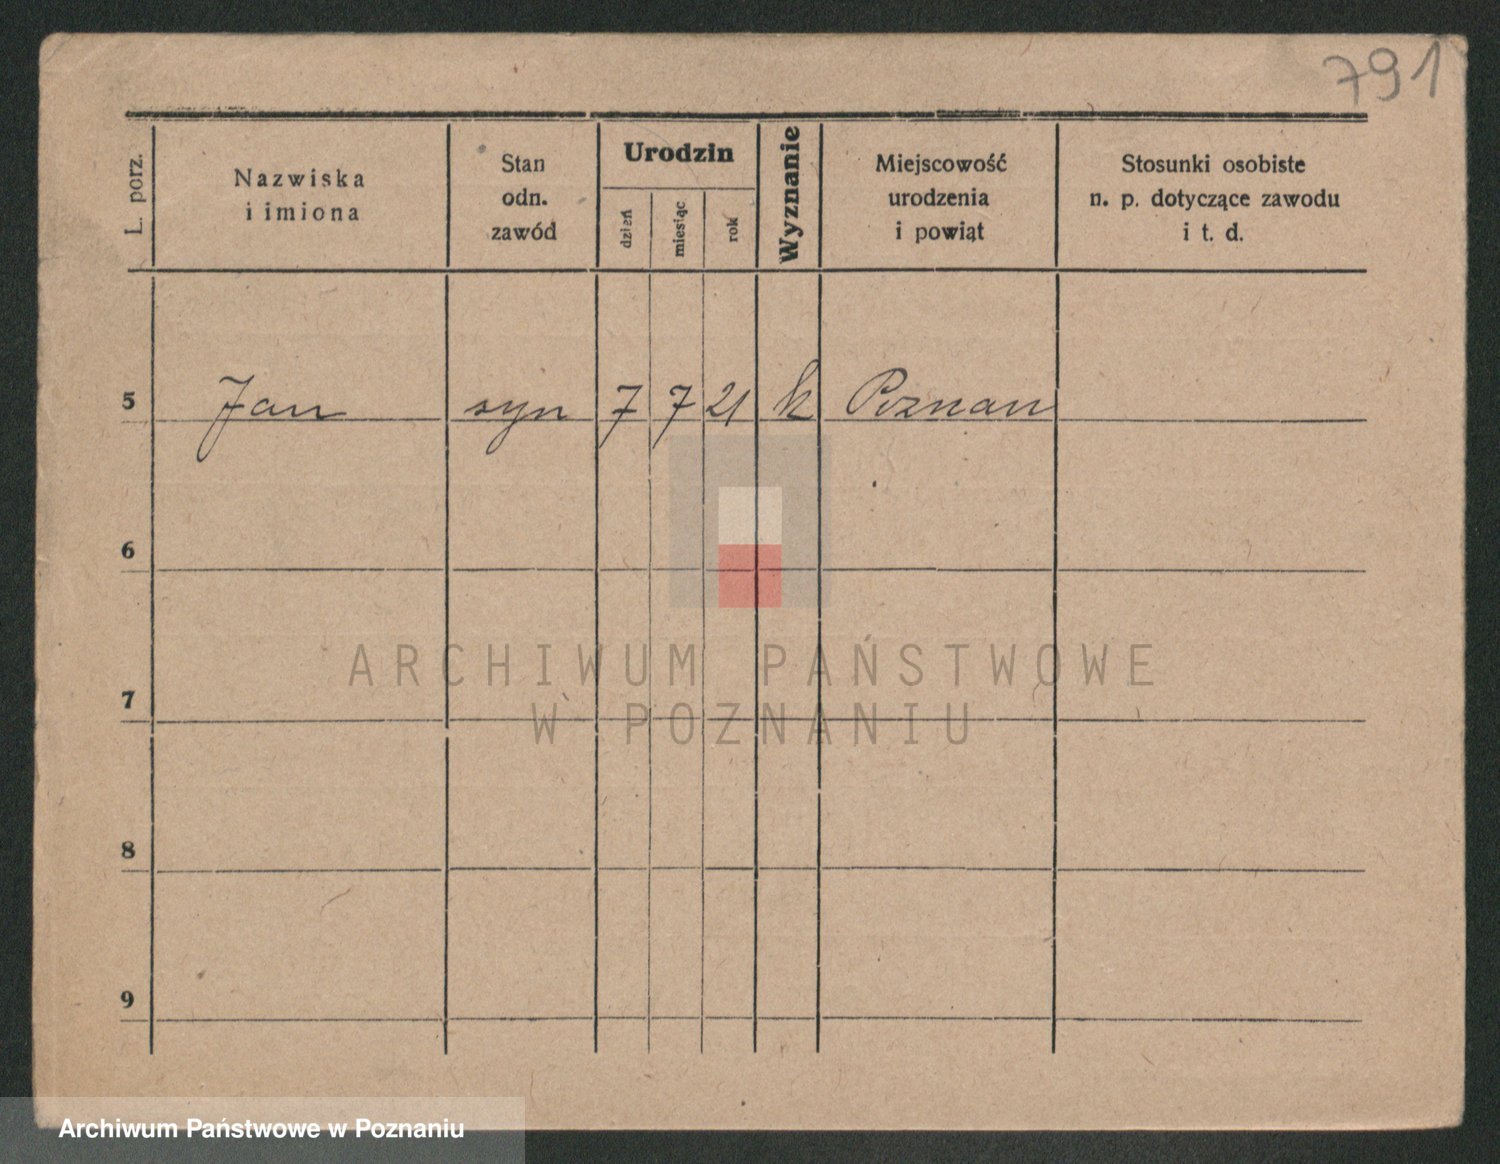 791
L. porz.
Nazwiska
i imiona
Stan
odn.
zawód
Urodzin
dzień
miesiąc
rok
Wyznanie
Miejscowość
urodzenia
i powiąt
Stosunki osobiste
n. p. dotyczące zawodu
i t. d.
5 Jan syn 7 7 21 k Poznan
6
7
8
9
ARCHIWUM PAŃSTWOWE
W POZNANIU
Archiwum Państwowe w Poznaniu